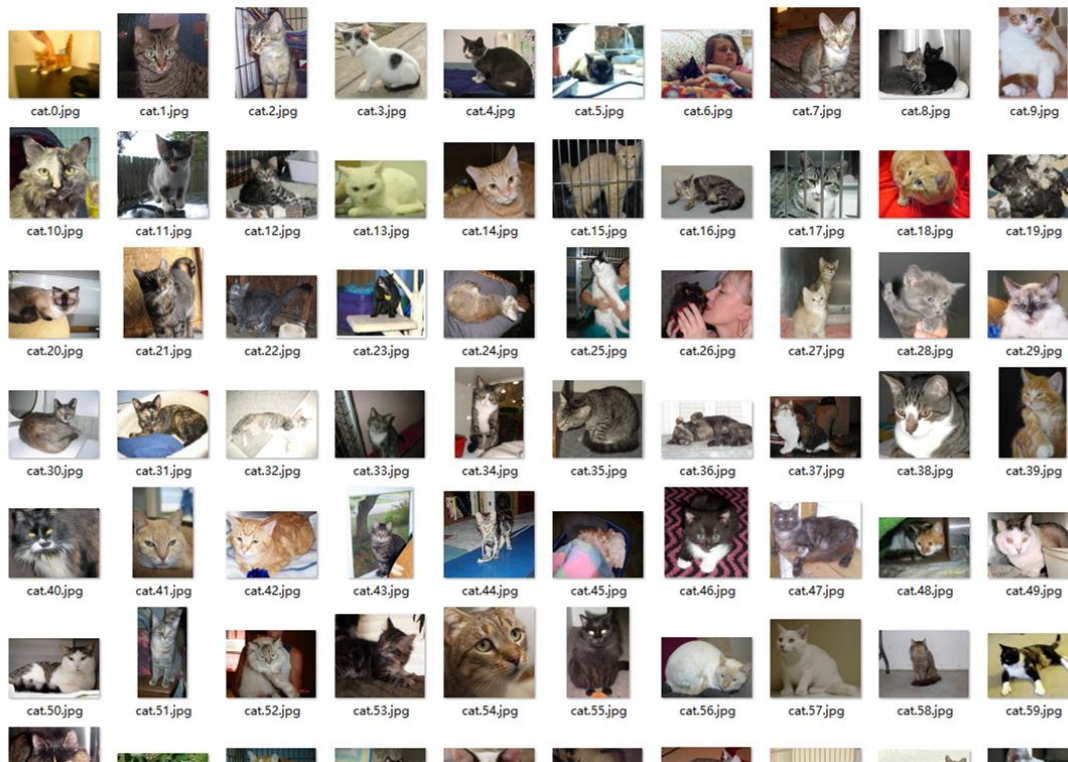 cat.0.jpg cat.1.jpg cat.2.jpg cat.3.jpg cat.4.jpg cat.5.jpg cat.6.jpg cat.7.jpg cat.8.jpg cat.9.jpg
cat.10.jpg cat.11.jpg cat.12.jpg cat.13.jpg cat.14.jpg cat.15.jpg cat.16.jpg cat.17.jpg cat.18.jpg cat.19.jpg
cat.20.jpg cat.21.jpg cat.22.jpg cat.23.jpg cat.24.jpg cat.25.jpg cat.26.jpg cat.27.jpg cat.28.jpg cat.29.jpg
cat.30.jpg cat.31.jpg cat.32.jpg cat.33.jpg cat.34.jpg cat.35.jpg cat.36.jpg cat.37.jpg cat.38.jpg cat.39.jpg
cat.40.jpg cat.41.jpg cat.42.jpg cat.43.jpg cat.44.jpg cat.45.jpg cat.46.jpg cat.47.jpg cat.48.jpg cat.49.jpg
cat.50.jpg cat.51.jpg cat.52.jpg cat.53.jpg cat.54.jpg cat.55.jpg cat.56.jpg cat.57.jpg cat.58.jpg cat.59.jpg